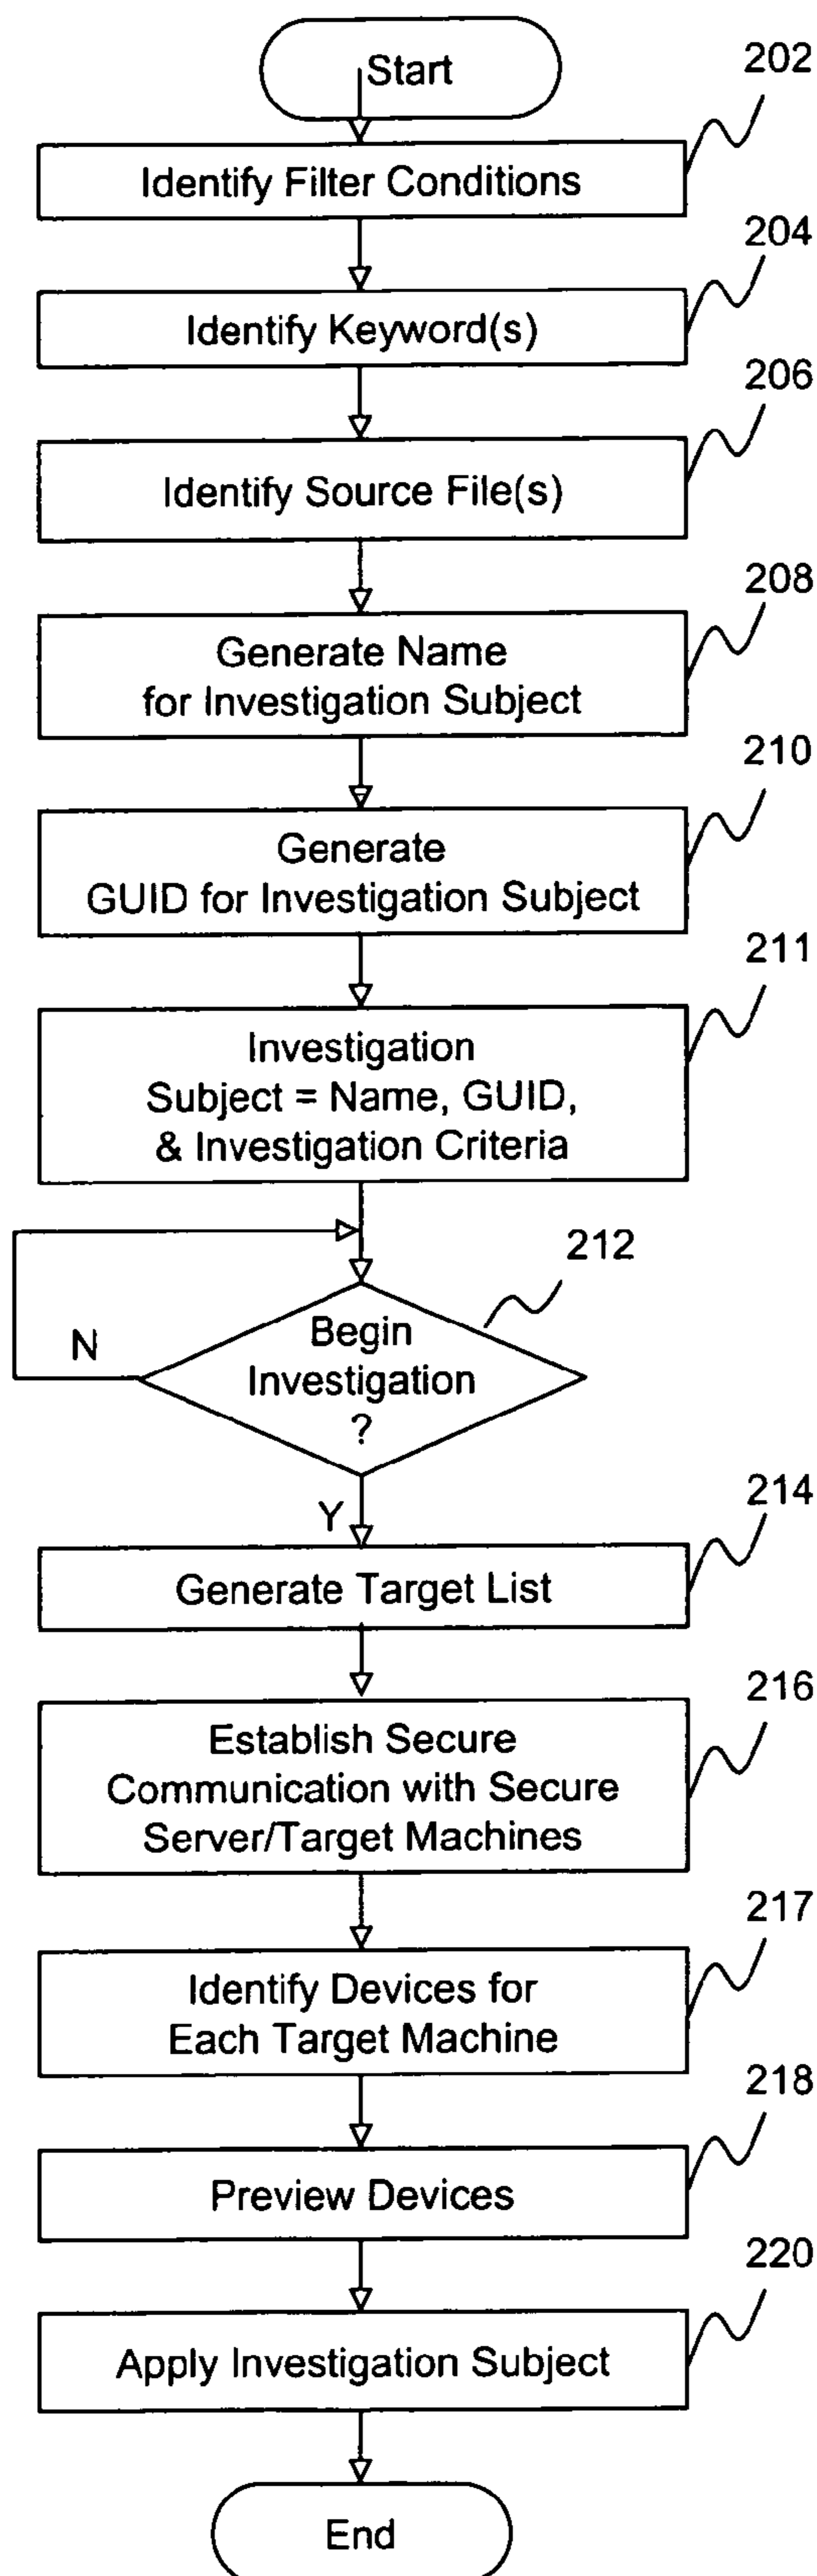 Start
202
Identify Filter Conditions
204
Identify Keyword(s)
206
Identify Source File(s)
208
Generate Name
for Investigation Subject
210
Generate
GUID for Investigation Subject
211
Investigation
Subject = Name, GUID,
& Investigation Criteria
212
Begin
Investigation
?
N
Y
214
Generate Target List
216
Establish Secure
Communication with Secure
Server/Target Machines
217
Identify Devices for
Each Target Machine
218
Preview Devices
220
Apply Investigation Subject
End